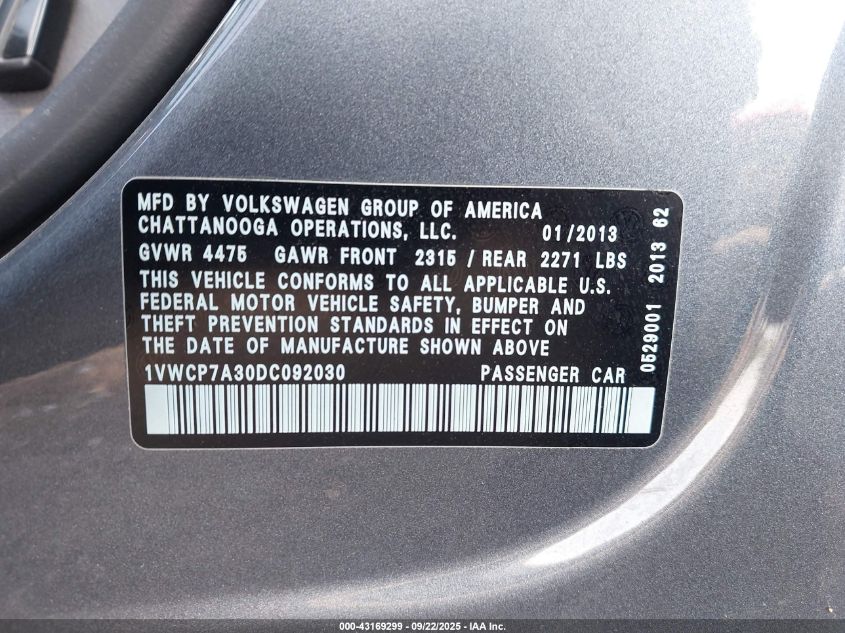 MFD BY VOLKSWAGEN GROUP OF AMERICA
CHATTANOOGA OPERATIONS, LLC. 01/2013
GVWR 4475 GAWR FRONT 2315 / REAR 2271 LBS
THIS VEHICLE CONFORMS TO ALL APPLICABLE U.S.
FEDERAL MOTOR VEHICLE SAFETY, BUMPER AND
THEFT PREVENTION STANDARDS IN EFFECT ON
THE DATE OF MANUFACTURE SHOWN ABOVE
1VWCP7A30DC092030 PASSENGER CAR
0529001 2013 62
000-43169299 - 09/22/2025 - IAA Inc.